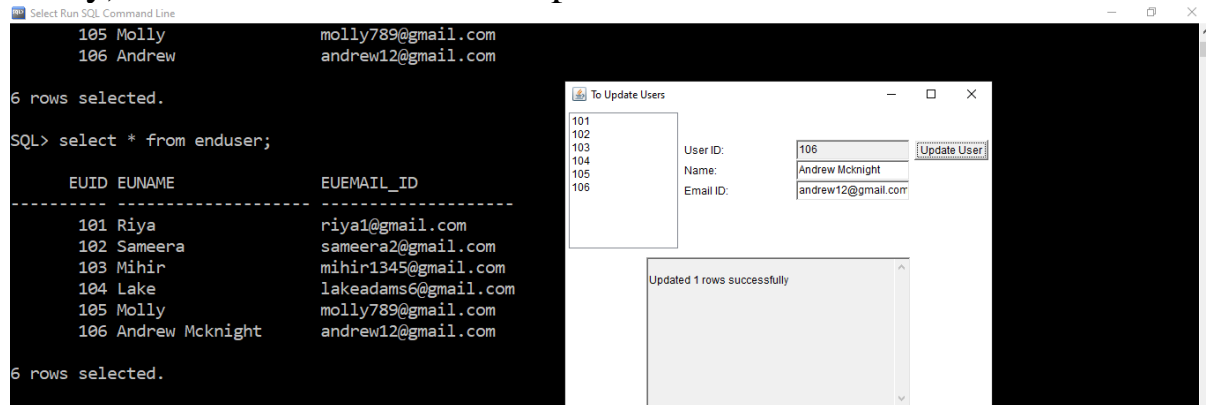 Select Run SQL Command Line
105 Molly molly789@gmail.com
106 Andrew andrew12@gmail.com
6 rows selected.
SQL> select * from enduser;
EUID EUNAME EUEMAIL_ID
---------- -------------------- --------------------
101 Riya riya1@gmail.com
102 Sameera sameera2@gmail.com
103 Mihir mihir1345@gmail.com
104 Lake lakeadams6@gmail.com
105 Molly molly789@gmail.com
106 Andrew Mcknight andrew12@gmail.com
6 rows selected.
To Update Users
101
102
103
104
105
106
User ID: 106 Update User
Name: Andrew Mcknight
Email ID: andrew12@gmail.com
Updated 1 rows successfully